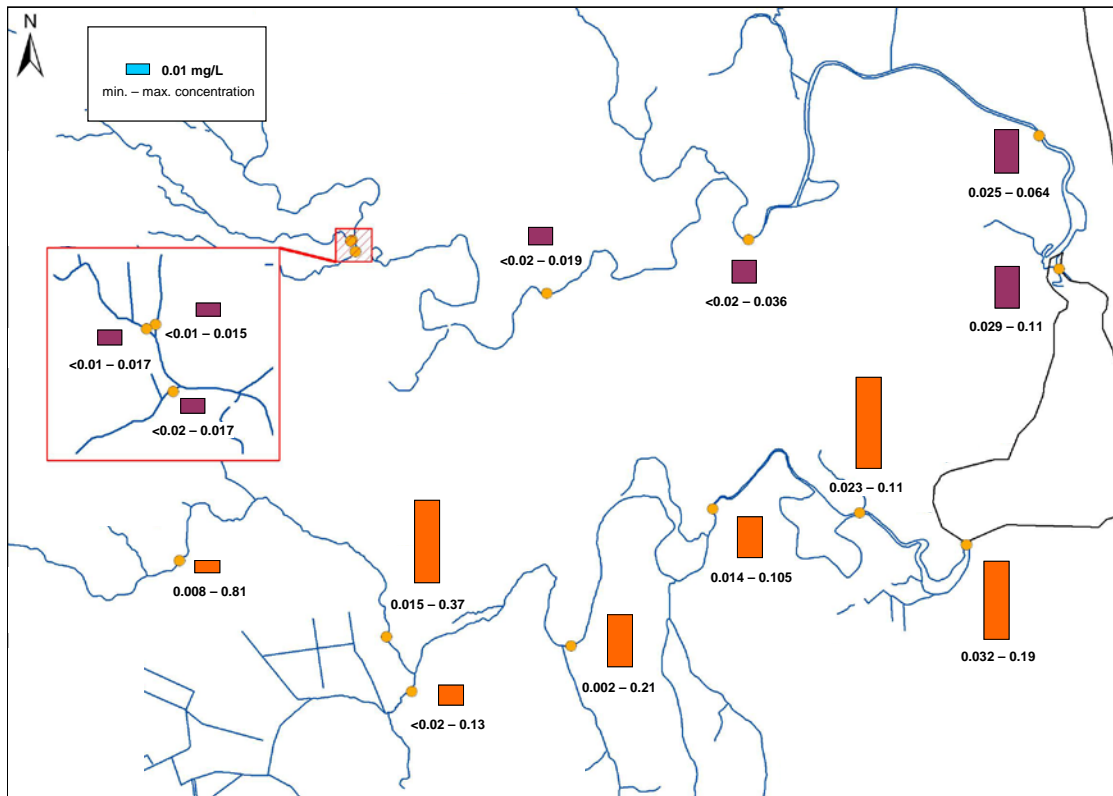 N
0.01 mg/L
min. – max. concentration
0.025 – 0.064
<0.02 – 0.019
<0.02 – 0.036
0.029 – 0.11
<0.01 – 0.015
<0.01 – 0.017
<0.02 – 0.017
0.023 – 0.11
0.008 – 0.81
0.015 – 0.37
0.014 – 0.105
0.032 – 0.19
0.002 – 0.21
<0.02 – 0.13